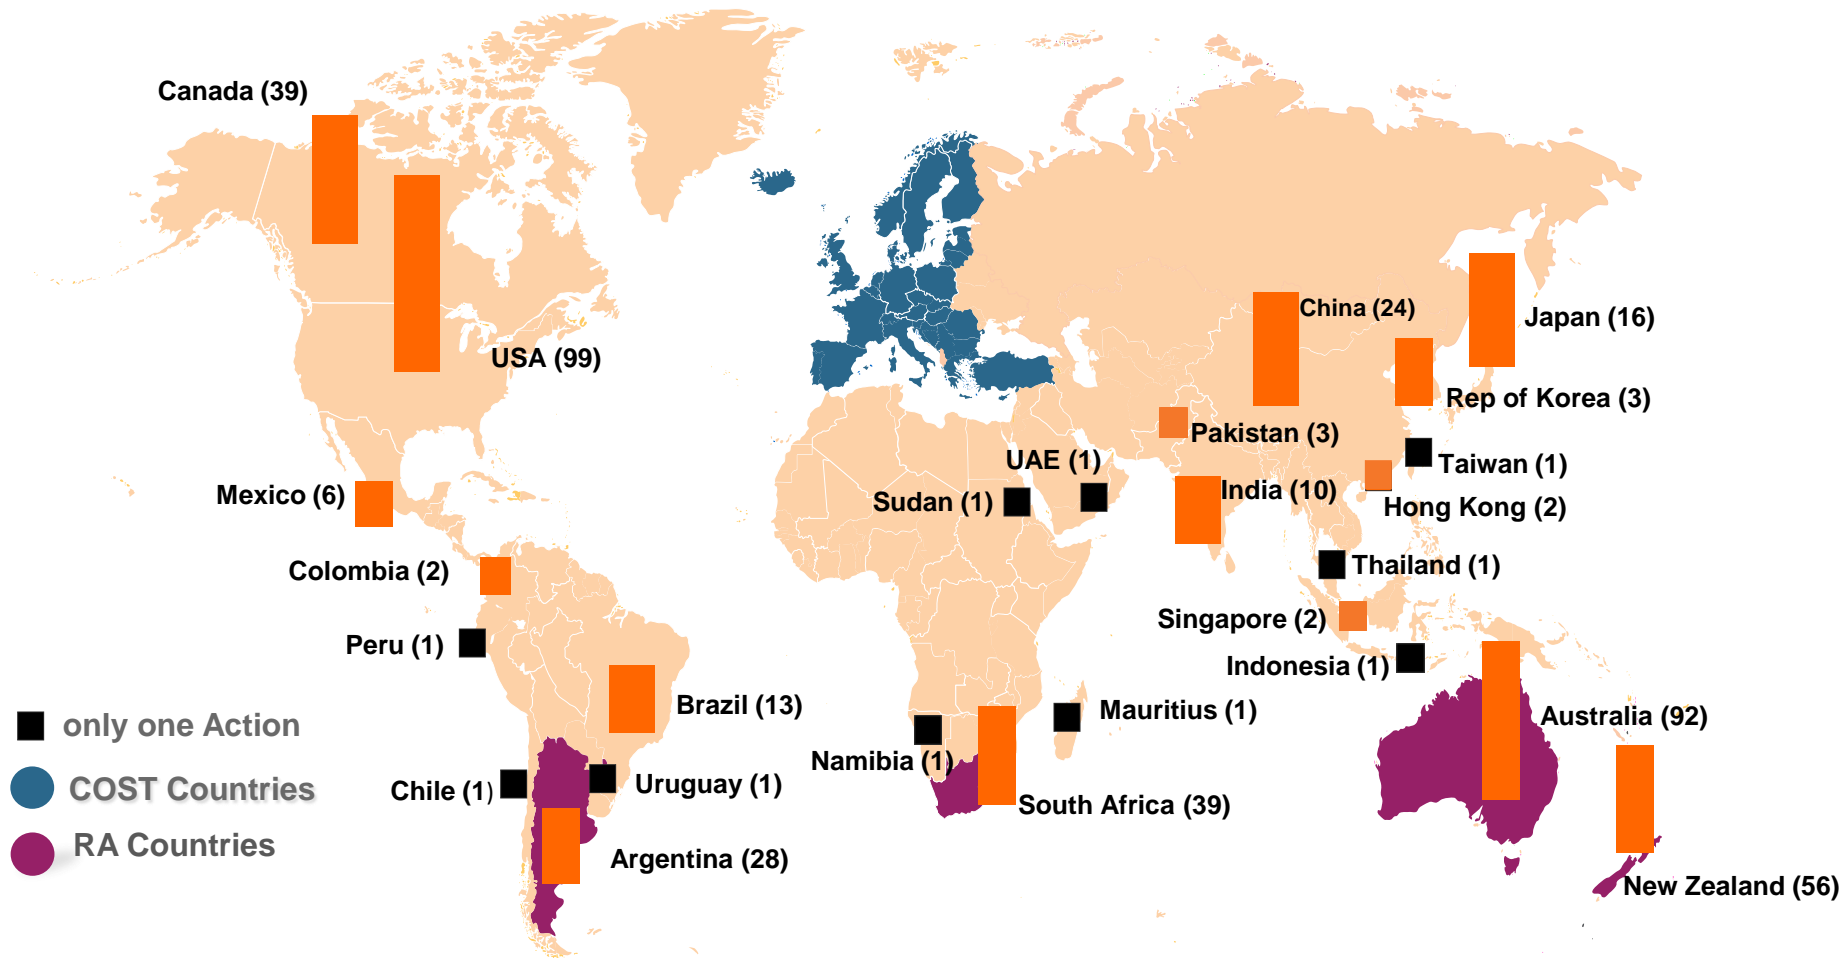 Canada (39)
USA (99)
Mexico (6)
Colombia (2)
Peru (1)
Brazil (13)
Chile (1)
Uruguay (1)
Argentina (28)
only one Action
COST Countries
RA Countries
UAE (1)
Sudan (1)
Namibia (1)
Mauritius (1)
South Africa (39)
China (24)
Japan (16)
Rep of Korea (3)
Pakistan (3)
Taiwan (1)
India (10)
Hong Kong (2)
Thailand (1)
Singapore (2)
Indonesia (1)
Australia (92)
New Zealand (56)